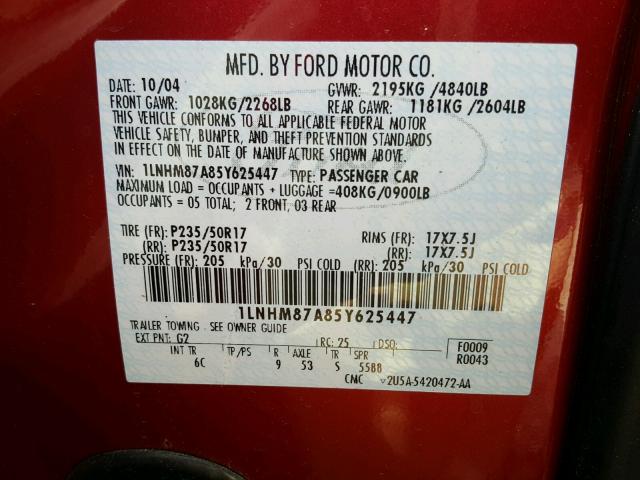 MFD. BY FORD MOTOR CO.
DATE: 10/04 GVWR: 2195KG/4840LB
FRONT GAWR: 1028KG/2268LB REAR GAWR: 1181KG/2604LB
THIS VEHICLE CONFORMS TO ALL APPLICABLE FEDERAL MOTOR
VEHICLE SAFETY, BUMPER, AND THEFT PREVENTION STANDARDS
IN EFFECT ON THE DATE OF MANUFACTURE SHOWN ABOVE.
VIN: 1LNHM87A85Y625447 TYPE: PASSENGER CAR
MAXIMUM LOAD = OCCUPANTS + LUGGAGE =408KG/0900LB
OCCUPANTS = 05 TOTAL; 2 FRONT, 03 REAR
TIRE (FR): P235/50R17 RIMS (FR): 17X7.5J
(RR): P235/50R17 (RR): 17X7.5J
PRESSURE (FR): 205 kPa/30 PSI COLD (RR): 205 kPa/30 PSI COLD
1LNHM87A85Y625447
TRAILER TOWING - SEE OWNER GUIDE
EXT PNT: G2 RC: 25 DSO: F0009
R0043
INT TR TP/PS R AXLE TR SPR
6C 9 53 S 5588
CMC 2U5A-5420472-AA